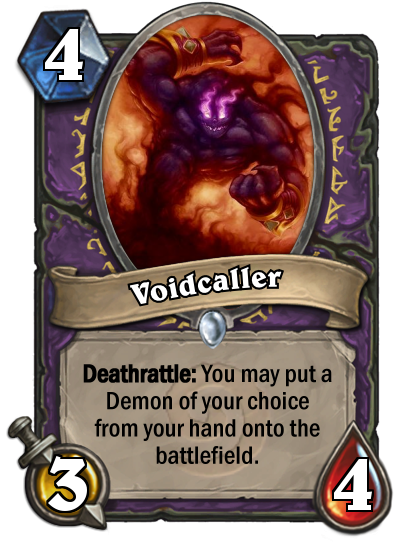 4
Voidcaller
Deathrattle: You may put a
Demon of your choice
from your hand onto the
battlefield.
3
4